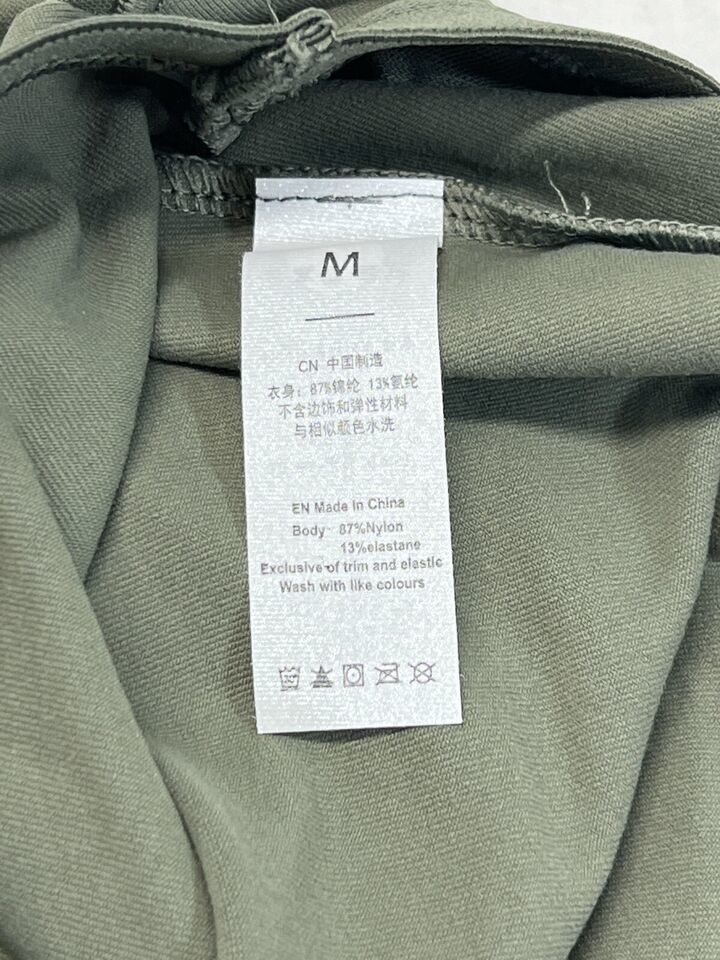 M
CN 中国制造
衣身: 87%锦纶 13%氨纶
不含边饰和弹性材料
与相似颜色水洗
EN Made In China
Body 87%Nylon
13%elastane
Exclusive of trim and elastic
Wash with like colours